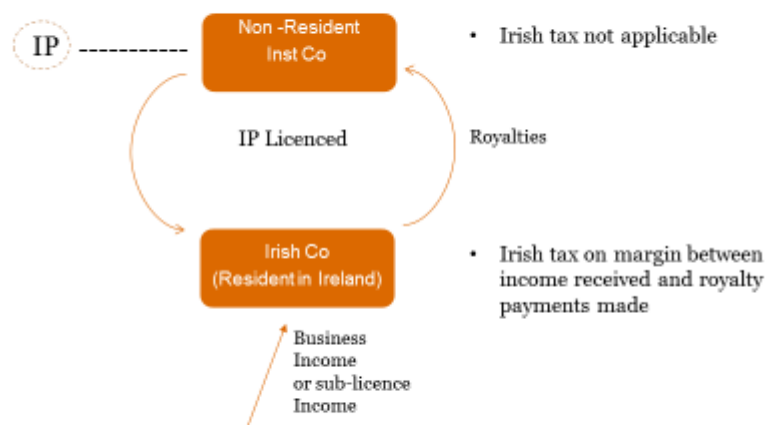 IP
Non -Resident
Inst Co
• Irish tax not applicable
IP Licenced
Royalties
Irish Co
(Resident in Ireland)
• Irish tax on margin between
income received and royalty
payments made
Business
Income
or sub-licence
Income